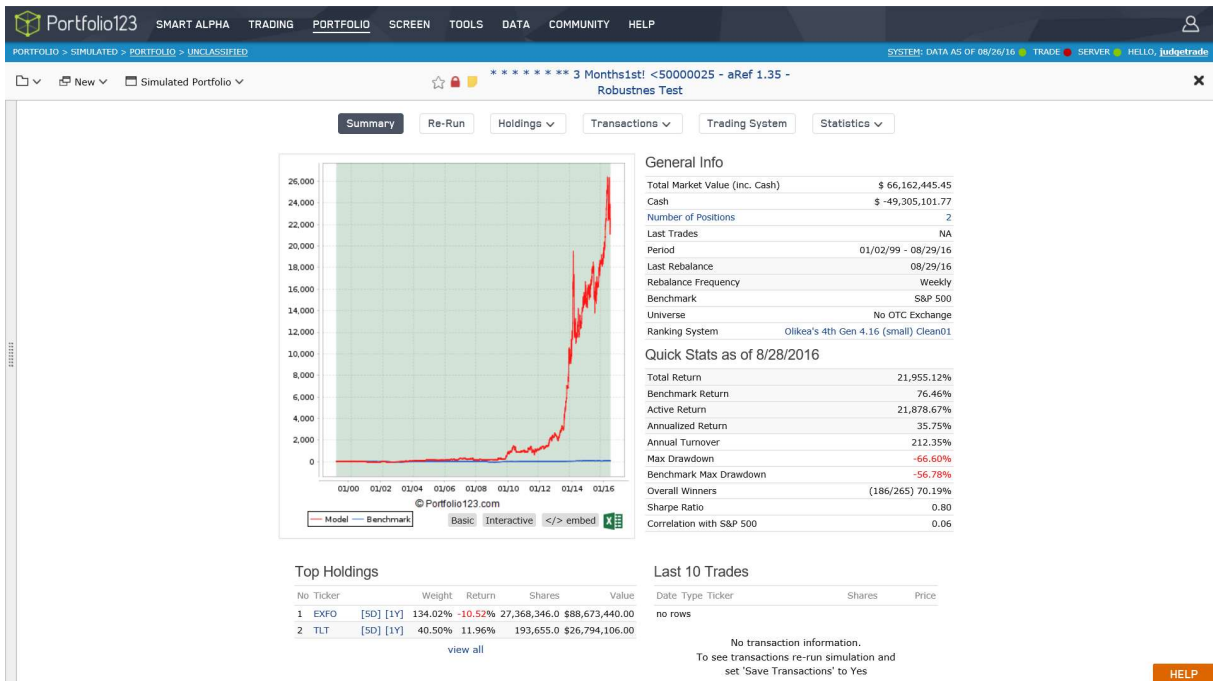 Portfolio123 SMART ALPHA TRADING PORTFOLIO SCREEN TOOLS DATA COMMUNITY HELP
PORTFOLIO > SIMULATED > PORTFOLIO > UNCLASSIFIED SYSTEM: DATA AS OF 08/26/16 TRADE SERVER HELLO, judgetrade
New Simulated Portfolio * * * * * * ** 3 Months1st! <50000025 - aRef 1.35 -
Robustnes Test
Summary Re-Run Holdings Transactions Trading System Statistics
26,000
24,000
22,000
20,000
18,000
16,000
14,000
12,000
10,000
8,000
6,000
4,000
2,000
0
01/00 01/02 01/04 01/06 01/08 01/10 01/12 01/14 01/16
© Portfolio123.com
Model Benchmark Basic Interactive </> embed
General Info
Total Market Value (inc. Cash) $ 66,162,445.45
Cash $ -49,305,101.77
Number of Positions 2
Last Trades NA
Period 01/02/99 - 08/29/16
Last Rebalance 08/29/16
Rebalance Frequency Weekly
Benchmark S&P 500
Universe No OTC Exchange
Ranking System Olikea's 4th Gen 4.16 (small) Clean01
Quick Stats as of 8/28/2016
Total Return 21,955.12%
Benchmark Return 76.46%
Active Return 21,878.67%
Annualized Return 35.75%
Annual Turnover 212.35%
Max Drawdown -66.60%
Benchmark Max Drawdown -56.78%
Overall Winners (186/265) 70.19%
Sharpe Ratio 0.80
Correlation with S&P 500 0.06
Top Holdings
No Ticker Weight Return Shares Value
1 EXFO [5D] [1Y] 134.02% -10.52% 27,368,346.0 $88,673,440.00
2 TLT [5D] [1Y] 40.50% 11.96% 193,655.0 $26,794,106.00
view all
Last 10 Trades
Date Type Ticker Shares Price
no rows
No transaction information.
To see transactions re-run simulation and
set 'Save Transactions' to Yes
HELP